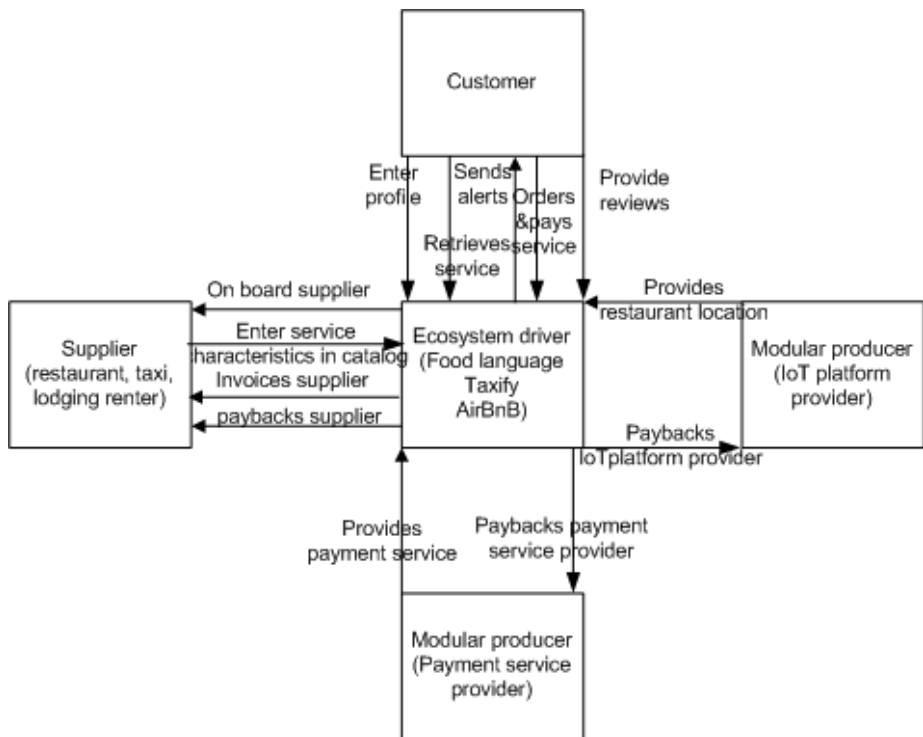 Customer
Enter
profile
Sends
alerts
Orders
&pays
service
Provide
reviews
Retrieves
service
On board supplier
Enter service
characteristics in catalog
Invoices supplier
paybacks supplier
Supplier
(restaurant, taxi,
lodging renter)
Ecosystem driver
(Food language
Taxify
AirBnB)
Provides
restaurant location
Modular producer
(IoT platform
provider)
Paybacks
IoTplatform provider
Provides
payment service
Paybacks payment
service provider
Modular producer
(Payment service
provider)